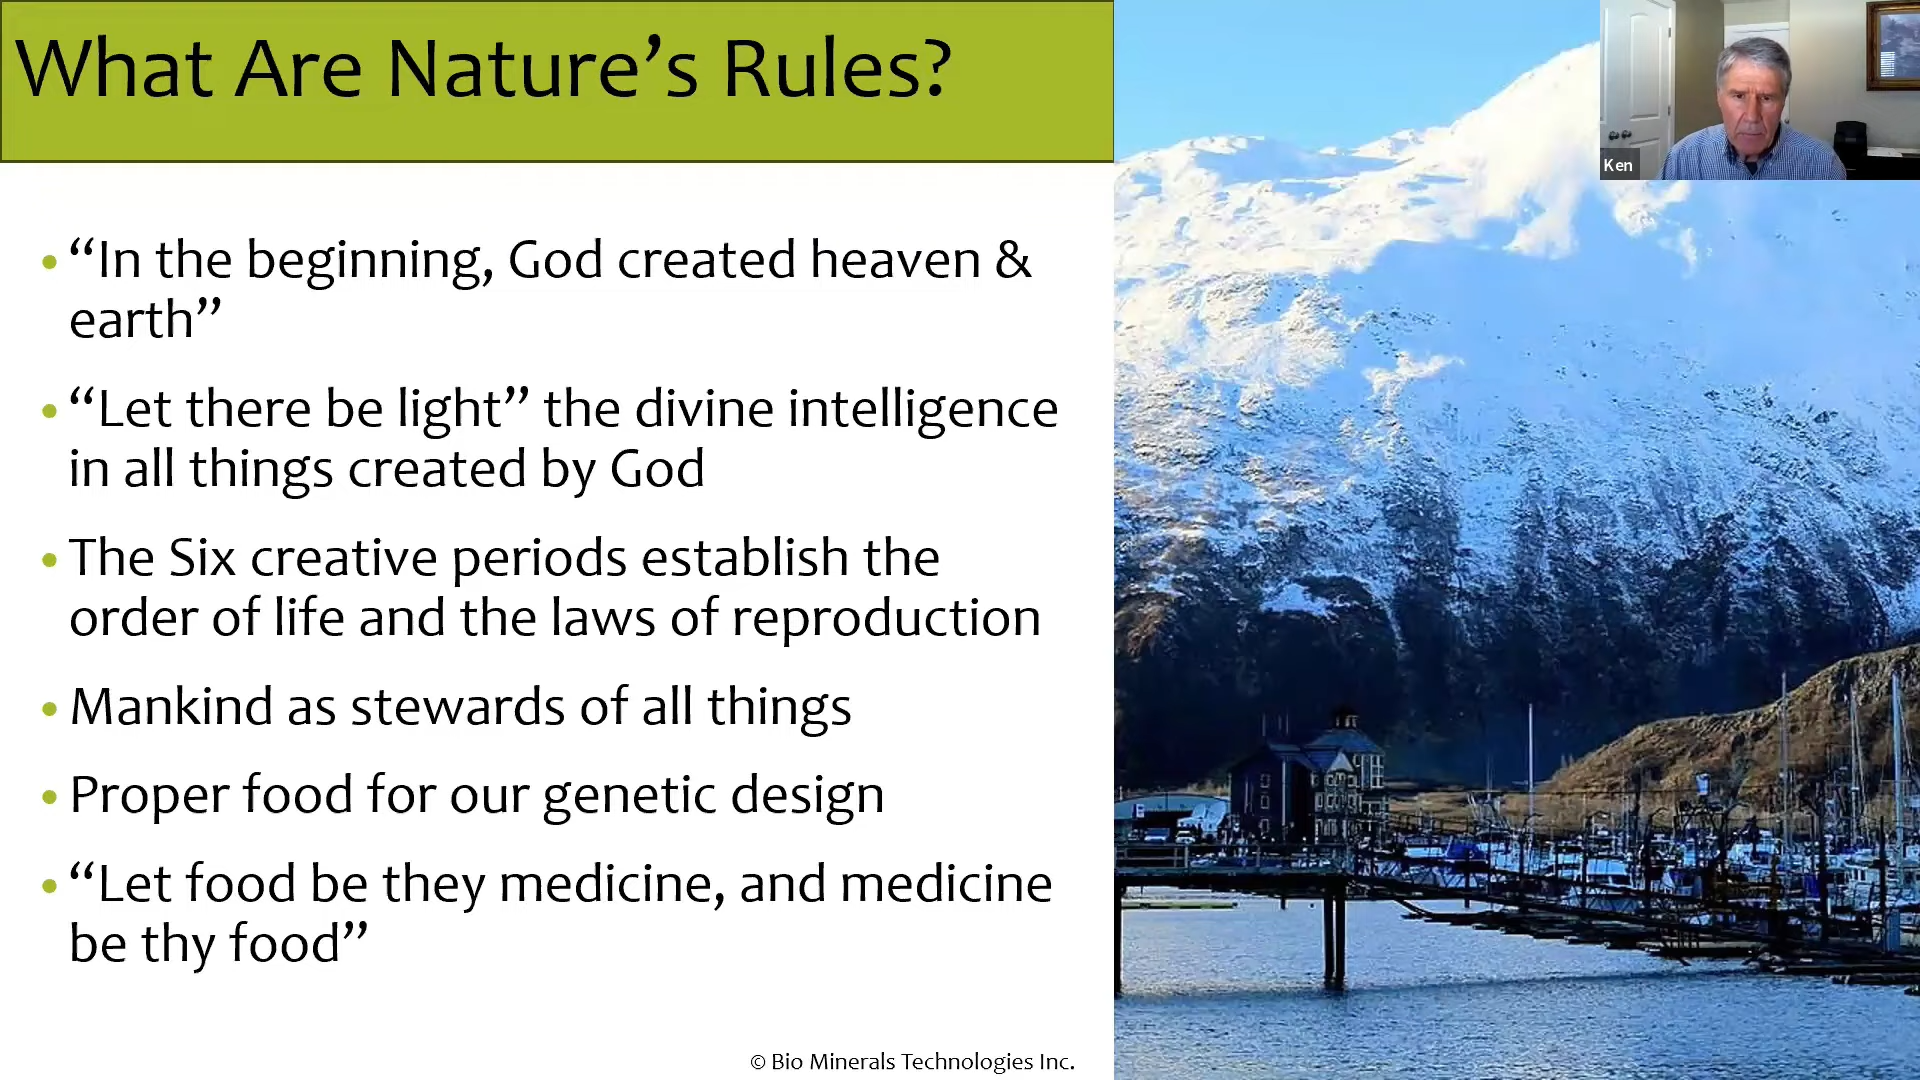 What Are Nature’s Rules?
Ken
• “In the beginning, God created heaven &
earth”
• “Let there be light” the divine intelligence
in all things created by God
• The Six creative periods establish the
order of life and the laws of reproduction
• Mankind as stewards of all things
• Proper food for our genetic design
• “Let food be they medicine, and medicine
be thy food”
© Bio Minerals Technologies Inc.